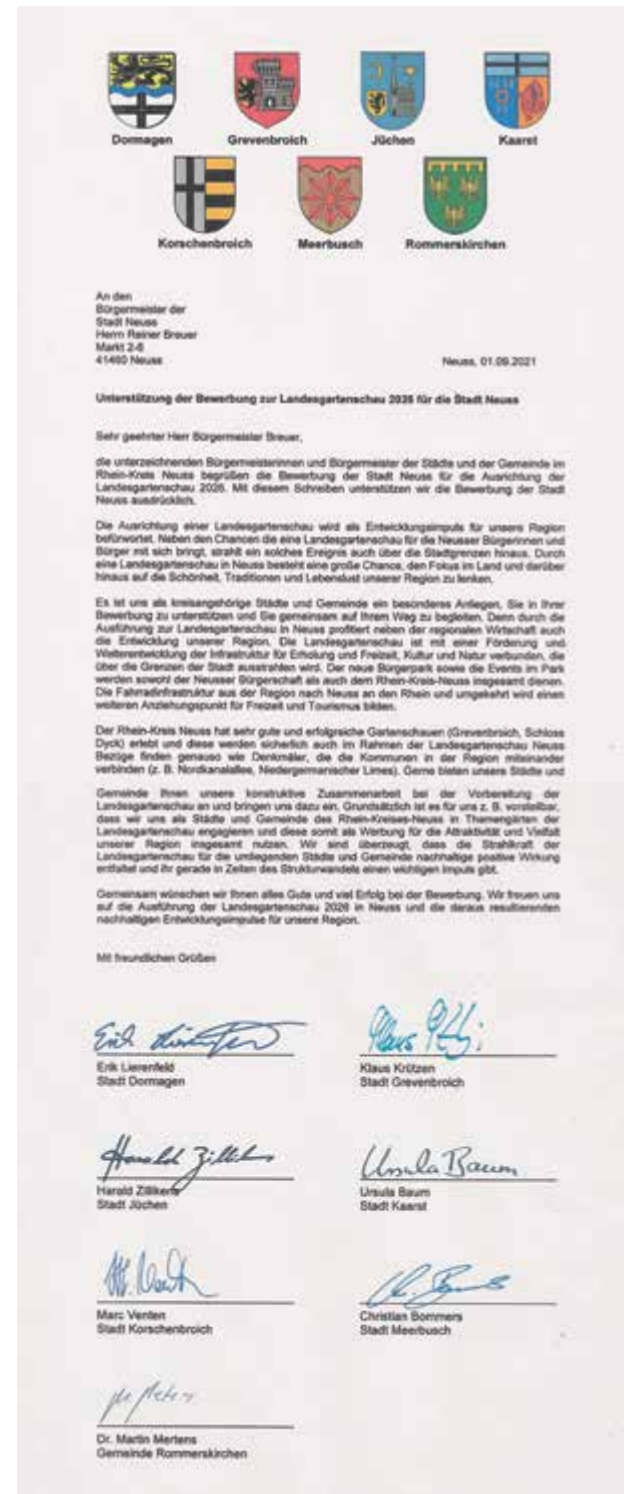 Dormagen Grevenbroich Jüchen Kaarst
Korschenbroich Meerbusch Rommerskirchen
An den
Bürgermeister der
Stadt Neuss
Herrn Reiner Breuer
Markt 2-6
41460 Neuss Neuss, 01.09.2021
Unterstützung der Bewerbung zur Landesgartenschau 2026 für die Stadt Neuss
Sehr geehrter Herr Bürgermeister Breuer,
die unterzeichnenden Bürgermeisterinnen und Bürgermeister der Städte und der Gemeinde im
Rhein-Kreis Neuss begrüßen die Bewerbung der Stadt Neuss für die Ausrichtung der
Landesgartenschau 2026. Mit diesem Schreiben unterstützen wir die Bewerbung der Stadt
Neuss ausdrücklich.
Die Ausrichtung einer Landesgartenschau wird als Entwicklungsimpuls für unsere Region
befürwortet. Neben den Chancen die eine Landesgartenschau für die Neusser Bürgerinnen und
Bürger mit sich bringt, strahlt ein solches Ereignis auch über die Stadtgrenzen hinaus. Durch
eine Landesgartenschau in Neuss besteht eine große Chance, den Fokus im Land und darüber
hinaus auf die Schönheit, Traditionen und Lebenslust unserer Region zu lenken.
Es ist uns als kreisangehörige Städte und Gemeinde ein besonderes Anliegen, Sie in Ihrer
Bewerbung zu unterstützen und Sie gemeinsam auf Ihrem Weg zu begleiten. Denn durch die
Ausführung zur Landesgartenschau in Neuss profitiert neben der regionalen Wirtschaft auch
die Entwicklung unserer Region. Die Landesgartenschau ist mit einer Förderung und
Weiterentwicklung der Infrastruktur für Erholung und Freizeit, Kultur und Natur verbunden, die
über die Grenzen der Stadt ausstrahlen wird. Der neue Bürgerpark sowie die Events im Park
werden sowohl der Neusser Bürgerschaft als auch dem Rhein-Kreis-Neuss insgesamt dienen.
Die Fahrradinfrastruktur aus der Region nach Neuss an den Rhein und umgekehrt wird einen
weiteren Anziehungspunkt für Freizeit und Tourismus bilden.
Der Rhein-Kreis Neuss hat sehr gute und erfolgreiche Gartenschauen (Grevenbroich, Schloss
Dyck) erlebt und diese werden sicherlich auch im Rahmen der Landesgartenschau Neuss
Bezüge finden genauso wie Denkmäler, die die Kommunen in der Region miteinander
verbinden (z. B. Nordkanalallee, Niedergermanischer Limes). Gerne bieten unsere Städte und
Gemeinde Ihnen unsere konstruktive Zusammenarbeit bei der Vorbereitung der
Landesgartenschau an und bringen uns dazu ein. Grundsätzlich ist es für uns z. B. vorstellbar,
dass wir uns als Städte und Gemeinde des Rhein-Kreises-Neuss in Themengärten der
Landesgartenschau engagieren und diese somit als Werbung für die Attraktivität und Vielfalt
unserer Region insgesamt nutzen. Wir sind überzeugt, dass die Strahlkraft der
Landesgartenschau für die umliegenden Städte und Gemeinde nachhaltige positive Wirkung
entfaltet und ihr gerade in Zeiten des Strukturwandels einen wichtigen Impuls gibt.
Gemeinsam wünschen wir Ihnen alles Gute und viel Erfolg bei der Bewerbung. Wir freuen uns
auf die Ausführung der Landesgartenschau 2026 in Neuss und die daraus resultierenden
nachhaltigen Entwicklungsimpulse für unsere Region.
Mit freundlichen Grüßen
Erik Lierenfeld Klaus Krützen
Stadt Dormagen Stadt Grevenbroich
Harald Zillikens Ursula Baum
Harald Zillikens Ursula Baum
Stadt Jüchen Stadt Kaarst
Marc Venten Christian Bommers
Stadt Korschenbroich Stadt Meerbusch
Dr. Martin Mertens
Gemeinde Rommerskirchen